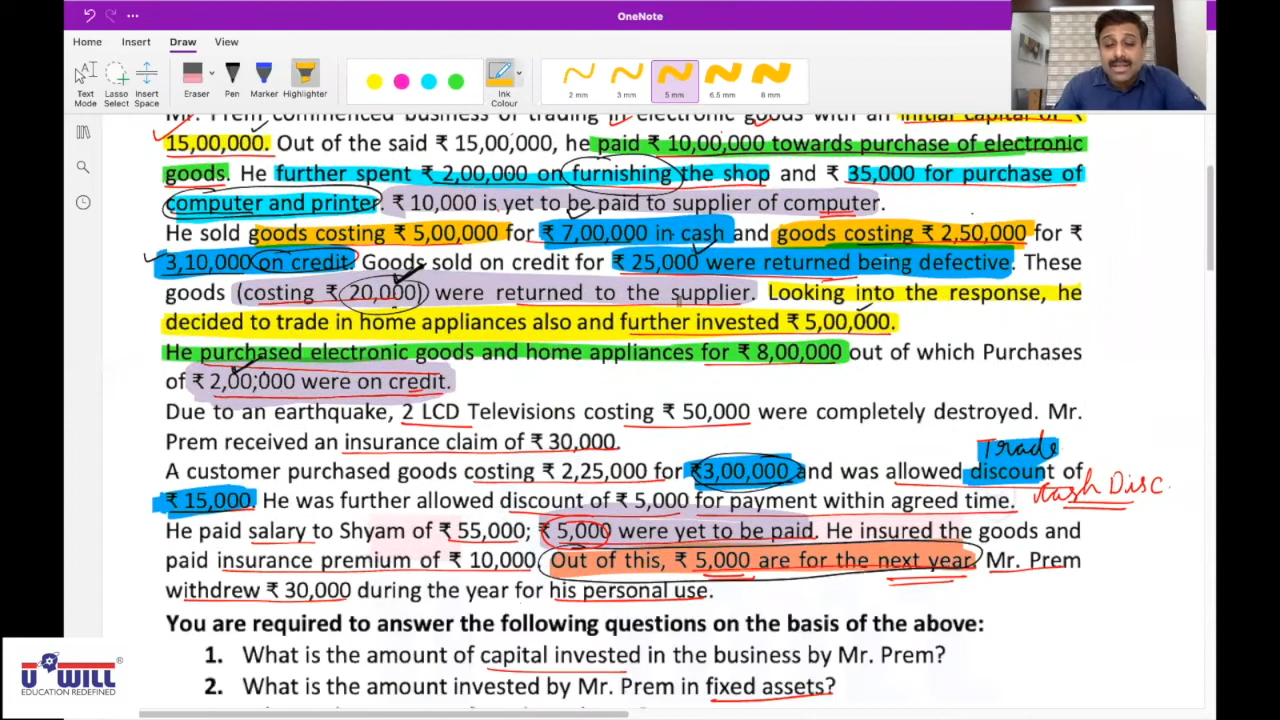 OneNote
Home Insert Draw View
Text Mode Lasso Select Insert Space Eraser Pen Marker Highlighter Ink Colour 2 mm 3 mm 5 mm 6.5 mm 8 mm
Mr. Prem commenced business of trading in electronic goods with an initial capital of ₹
15,00,000. Out of the said ₹ 15,00,000, he paid ₹ 10,00,000 towards purchase of electronic
goods. He further spent ₹ 2,00,000 on furnishing the shop and ₹ 35,000 for purchase of
computer and printer. ₹ 10,000 is yet to be paid to supplier of computer.
He sold goods costing ₹ 5,00,000 for ₹ 7,00,000 in cash and goods costing ₹ 2,50,000 for ₹
3,10,000 on credit. Goods sold on credit for ₹ 25,000 were returned being defective. These
goods (costing ₹ 20,000) were returned to the supplier. Looking into the response, he
decided to trade in home appliances also and further invested ₹ 5,00,000.
He purchased electronic goods and home appliances for ₹ 8,00,000 out of which Purchases
of ₹ 2,00,000 were on credit.
Due to an earthquake, 2 LCD Televisions costing ₹ 50,000 were completely destroyed. Mr.
Prem received an insurance claim of ₹ 30,000.
Trade
A customer purchased goods costing ₹ 2,25,000 for ₹3,00,000 and was allowed discount of
₹ 15,000. He was further allowed discount of ₹ 5,000 for payment within agreed time. Cash Disc.
He paid salary to Shyam of ₹ 55,000; ₹ 5,000 were yet to be paid. He insured the goods and
paid insurance premium of ₹ 10,000. Out of this, ₹ 5,000 are for the next year. Mr. Prem
withdrew ₹ 30,000 during the year for his personal use.
You are required to answer the following questions on the basis of the above:
1. What is the amount of capital invested in the business by Mr. Prem?
2. What is the amount invested by Mr. Prem in fixed assets?
U WILL
EDUCATION REDEFINED